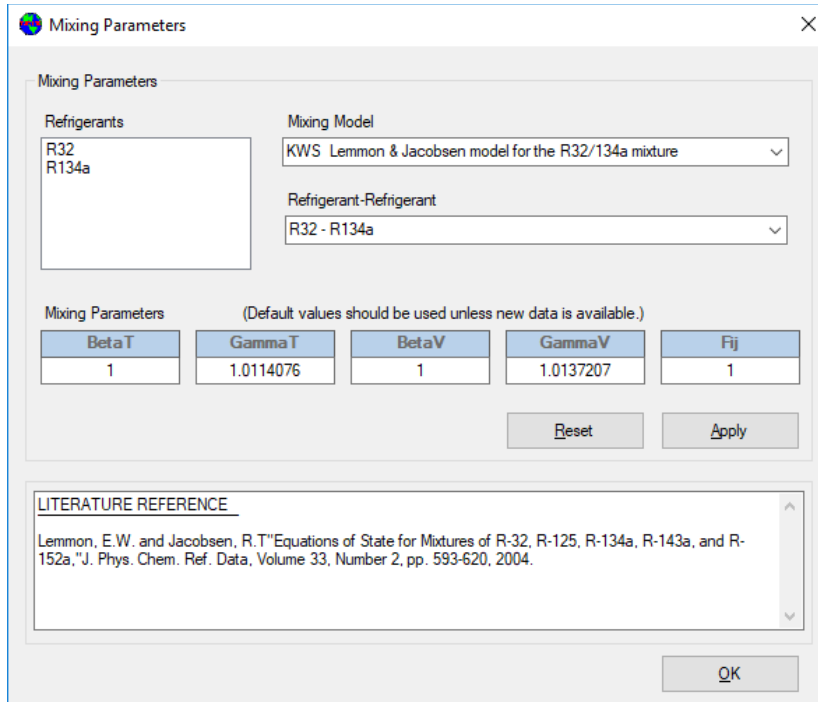 Mixing Parameters
Mixing Parameters
Refrigerants
R32
R134a
Mixing Model
KWS Lemmon & Jacobsen model for the R32/134a mixture
Refrigerant-Refrigerant
R32 - R134a
Mixing Parameters (Default values should be used unless new data is available.)
BetaT GammaT BetaV GammaV Fij
1 1.0114076 1 1.0137207 1
Reset Apply
LITERATURE REFERENCE
Lemmon, E.W. and Jacobsen, R.T"Equations of State for Mixtures of R-32, R-125, R-134a, R-143a, and R-
152a,"J. Phys. Chem. Ref. Data, Volume 33, Number 2, pp. 593-620, 2004.
OK